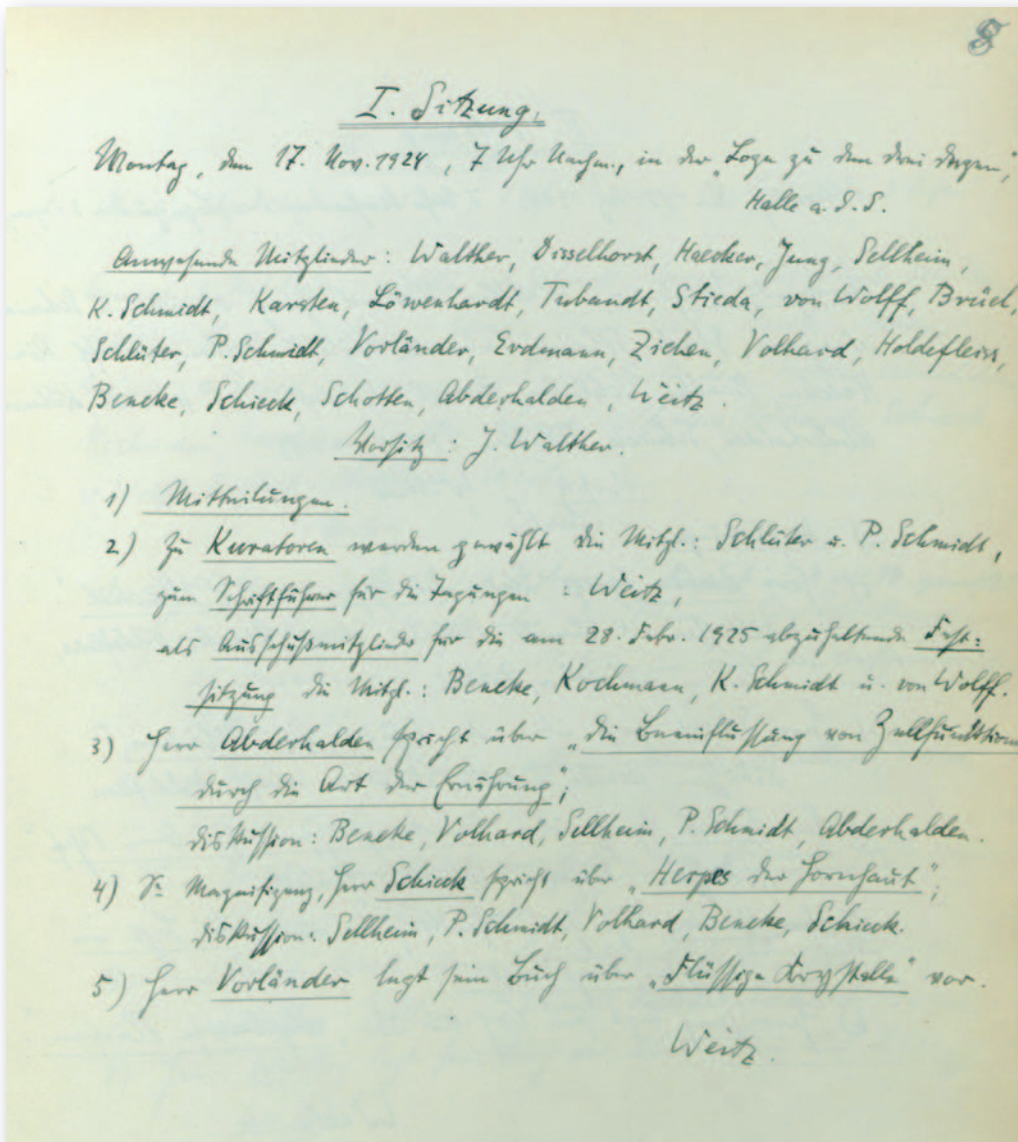 8
I. Sitzung.
Montag, den 17. Nov. 1924, 7 Uhr Nachm., in der "Loge zu den drei Degen",
Halle a. d. S.
Anwesende Mitglieder: Walther, Disselhorst, Haecker, Jung, Sellheim,
K. Schmidt, Karsten, Löwenhardt, Tubandt, Stieda, von Wolff, Brüel,
Schlüter, P. Schmidt, Vorländer, Erdmann, Ziehen, Volhard, Holdefleiss,
Beneke, Schieck, Schotten, Abderhalden, Weitz.
Vorsitz: J. Walther.
1) Mitteilungen.
2) Zu Kuratoren werden gewählt die Mitgl.: Schlüter u. P. Schmidt,
zum Schriftführer für die Tagungen: Weitz,
als Ausschußmitglieder für die am 28. Febr. 1925 abzuhaltende Fest-
sitzung die Mitgl.: Beneke, Kochmann, K. Schmidt u. von Wolff.
3) Herr Abderhalden spricht über "die Beeinflussung von Zellfunktionen
durch die Art der Ernährung";
Diskussion: Beneke, Volhard, Sellheim, P. Schmidt, Abderhalden.
4) Se Magnifizenz, Herr Schieck spricht über "Herpes der Hornhaut";
Diskussion: Sellheim, P. Schmidt, Volhard, Beneke, Schieck.
5) Herr Vorländer legt sein Buch über "Flüssige Krystalle" vor.
Weitz.